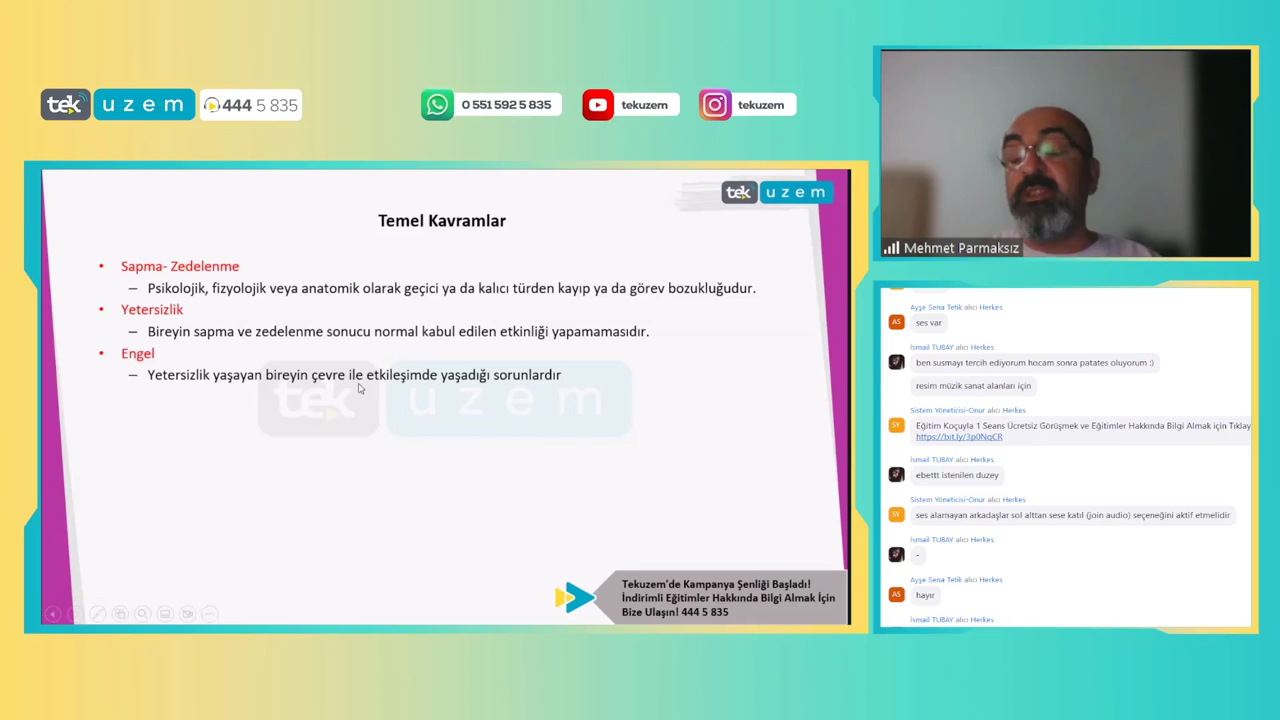 tek uzem 444 5 835
0 551 592 5 835
tekuzem
tekuzem
tek uzem
Temel Kavramlar
• Sapma- Zedelenme
– Psikolojik, fizyolojik veya anatomik olarak geçici ya da kalıcı türden kayıp ya da görev bozukluğudur.
• Yetersizlik
– Bireyin sapma ve zedelenme sonucu normal kabul edilen etkinliği yapamamasıdır.
• Engel
– Yetersizlik yaşayan bireyin çevre ile etkileşimde yaşadığı sorunlardır
tek uzem
Tekuzem'de Kampanya Şenliği Başladı!
İndirimli Eğitimler Hakkında Bilgi Almak İçin
Bize Ulaşın! 444 5 835
Mehmet Parmaksız
Ayşe Sena Tetik alıcı Herkes
AS ses var
İsmail TUBAY alıcı Herkes
ben susmayı tercih ediyorum hocam sonra patates oluyorum :)
resim müzik sanat alanları için
Sistem Yöneticisi-Onur alıcı Herkes
SY Eğitim Koçuyla 1 Seans Ücretsiz Görüşmek ve Eğitimler Hakkında Bilgi Almak için Tıklay
https://bit.ly/3p0NqCR
İsmail TUBAY alıcı Herkes
ebettt istenilen duzey
Sistem Yöneticisi-Onur alıcı Herkes
SY ses alamayan arkadaşlar sol alttan sese katıl (join audio) seçeneğini aktif etmelidir
İsmail TUBAY alıcı Herkes
-
Ayşe Sena Tetik alıcı Herkes
AS hayır
İsmail TUBAY alıcı Herkes